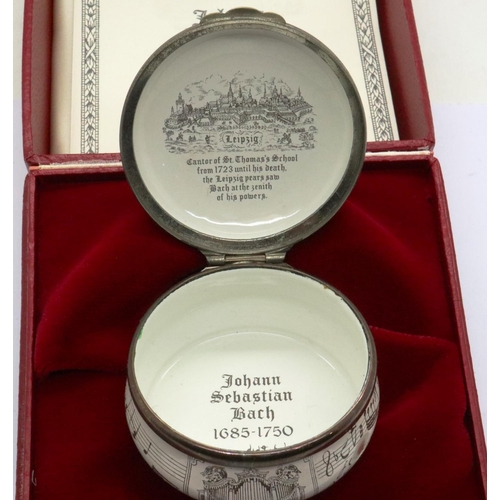 Leipzig
Cantor of St. Thomas's School
from 1723 until his death,
the Leipzig years saw
Bach at the zenith
of his powers.
Johann
Sebastian
Bach
1685-1750